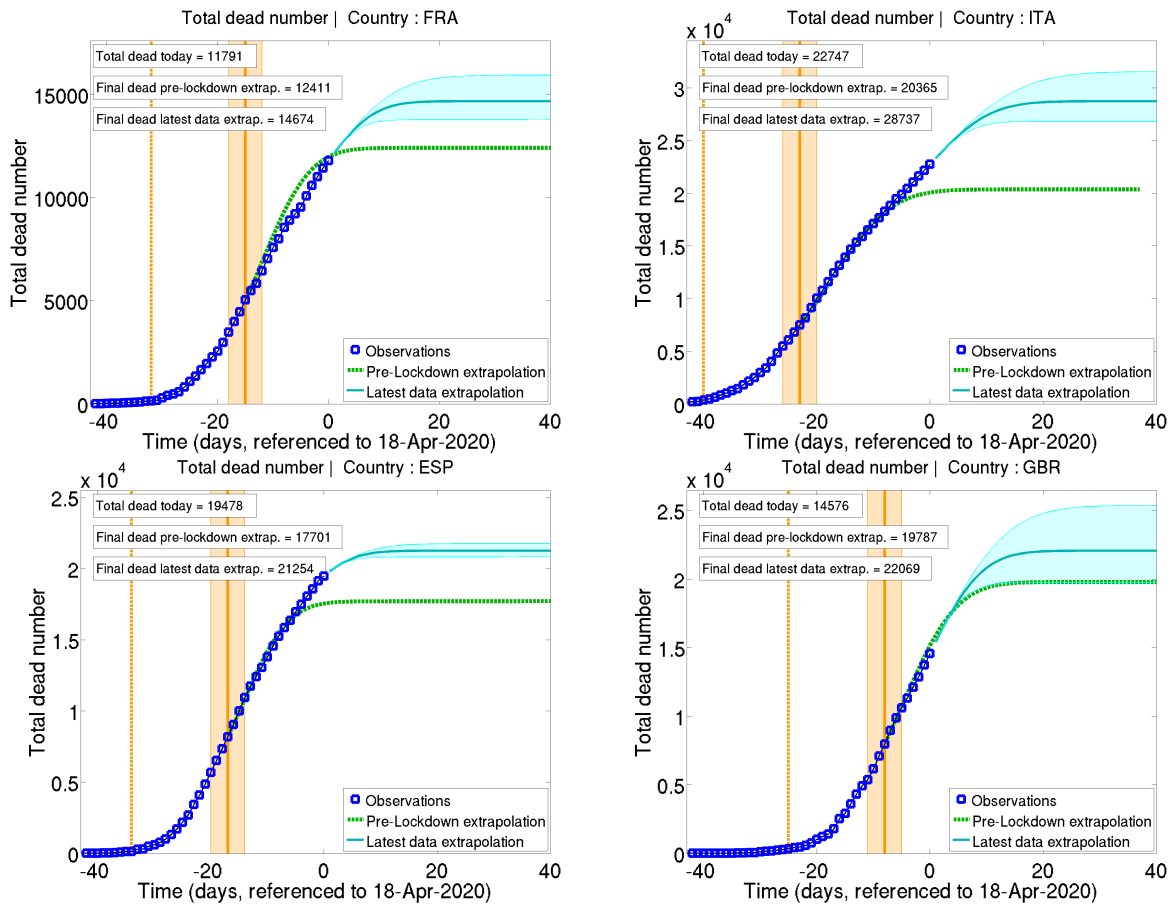 Total dead number | Country : FRA
Total dead today = 11791
Final dead pre-lockdown extrap. = 12411
Final dead latest data extrap. = 14674
Total dead number
15000
10000
5000
0
Observations
Pre-Lockdown extrapolation
Latest data extrapolation
-40 -20 0 20 40
Time (days, referenced to 18-Apr-2020)
Total dead number | Country : ITA
x 10^4
Total dead today = 22747
Final dead pre-lockdown extrap. = 20365
Final dead latest data extrap. = 28737
Total dead number
3
2.5
2
1.5
1
0.5
0
Observations
Pre-Lockdown extrapolation
Latest data extrapolation
-40 -20 0 20 40
Time (days, referenced to 18-Apr-2020)
Total dead number | Country : ESP
x 10^4
Total dead today = 19478
Final dead pre-lockdown extrap. = 17701
Final dead latest data extrap. = 21254
Total dead number
2.5
2
1.5
1
0.5
0
Observations
Pre-Lockdown extrapolation
Latest data extrapolation
-40 -20 0 20 40
Time (days, referenced to 18-Apr-2020)
Total dead number | Country : GBR
x 10^4
Total dead today = 14576
Final dead pre-lockdown extrap. = 19787
Final dead latest data extrap. = 22069
Total dead number
2.5
2
1.5
1
0.5
0
Observations
Pre-Lockdown extrapolation
Latest data extrapolation
-40 -20 0 20 40
Time (days, referenced to 18-Apr-2020)